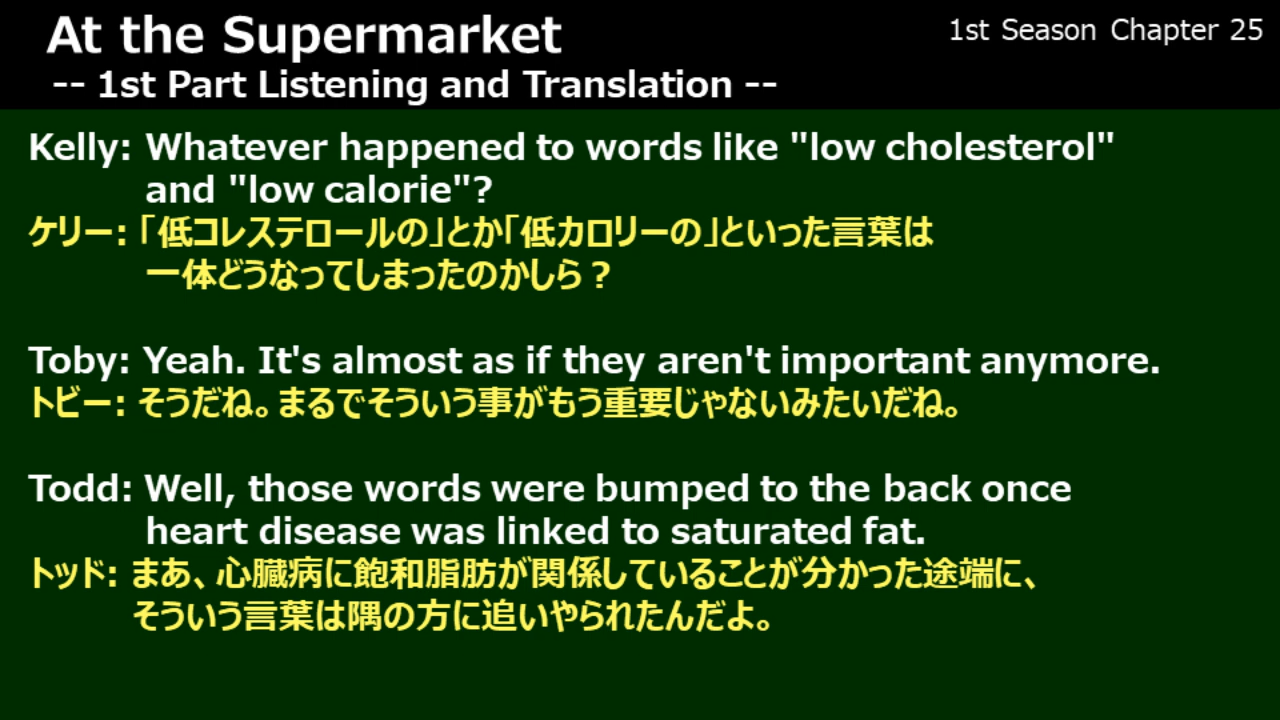 At the Supermarket
1st Season Chapter 25
-- 1st Part Listening and Translation --
Kelly: Whatever happened to words like "low cholesterol"
and "low calorie"?
ケリー: 「低コレステロールの」とか「低カロリーの」といった言葉は
一体どうなってしまったのかしら？
Toby: Yeah. It's almost as if they aren't important anymore.
トビー: そうだね。まるでそういう事がもう重要じゃないみたいだね。
Todd: Well, those words were bumped to the back once
heart disease was linked to saturated fat.
トッド: まあ、心臓病に飽和脂肪が関係していることが分かった途端に、
そういう言葉は隅の方に追いやられたんだよ。